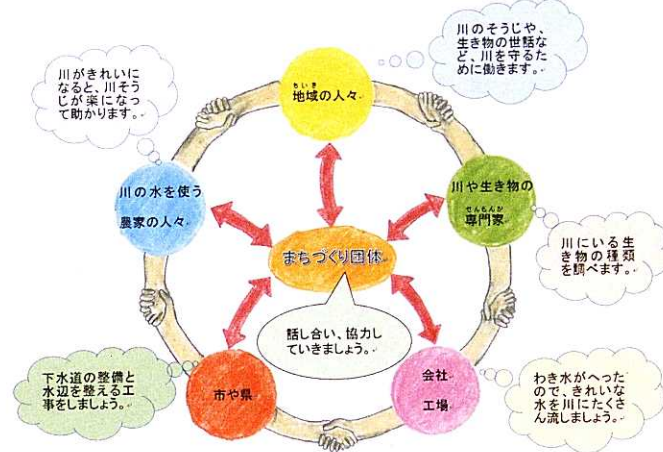 川のそうじや、
生き物の世話な
ど、川を守るた
めに働きます。
川がきれいに
なると、川そう
じが楽になっ
て助かります。
ちいき
地域の人々
川の水を使う
農家の人々
川や生き物の
せんもんか
専門家
まちづくり団体
川にいる生
き物の種類
を調べます。
話し合い、協力し
ていきましょう。
下水道の整備と
水辺を整える工
事をしましょう。
市や県
会社
工場
わき水がへった
ので、きれいな
水を川にたくさ
ん流しましょう。